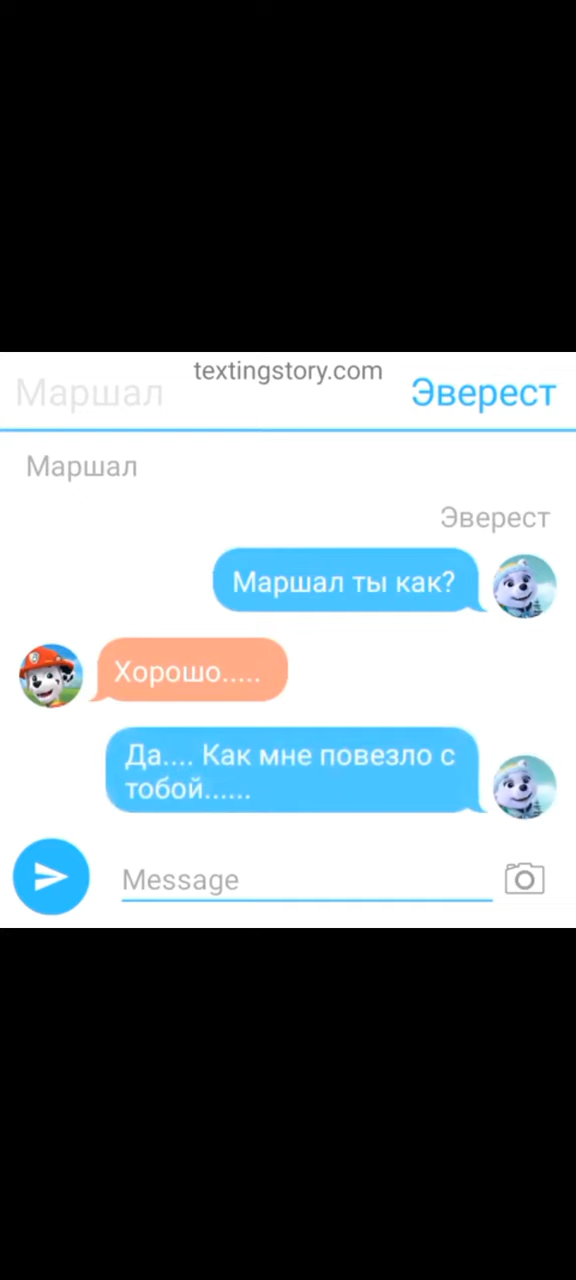 textingstory.com
Маршал
Эверест
Маршал
Эверест
Маршал ты как?
Хорошо.....
Да.... Как мне повезло с
тобой......
Message